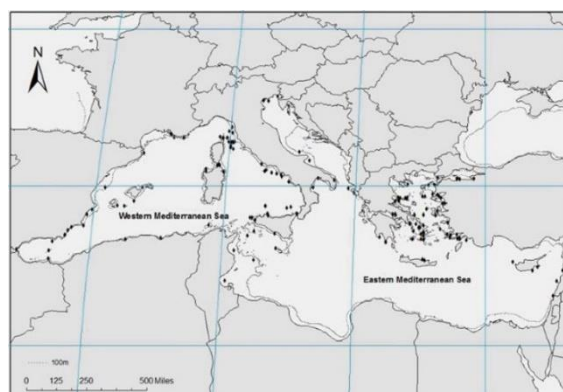 N
Western Mediterranean Sea
Eastern Mediterranean Sea
100m
0 125 250 500 Miles